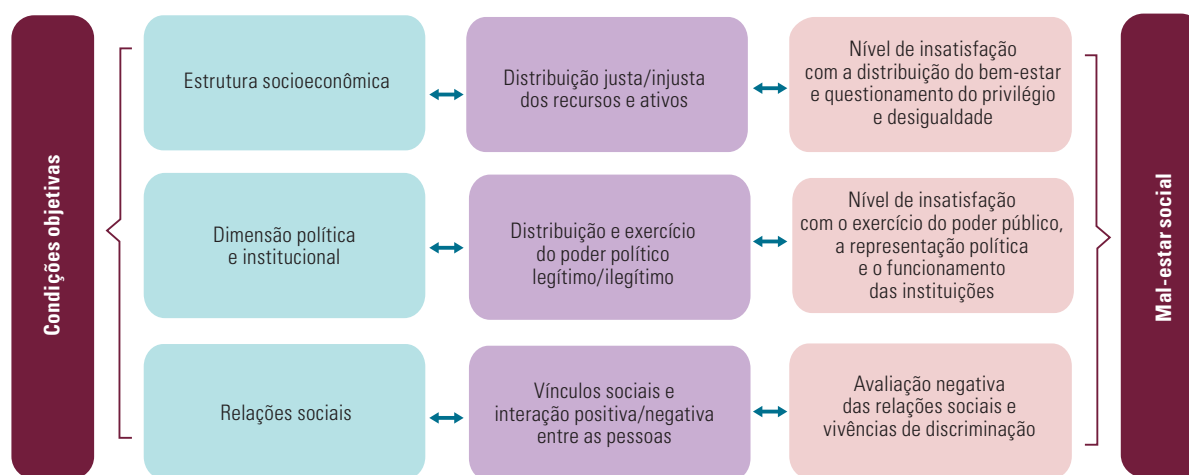 Condições objetivas
Estrutura socioeconômica
Distribuição justa/injusta
dos recursos e ativos
Nível de insatisfação
com a distribuição do bem-estar
e questionamento do privilégio
e desigualdade
Dimensão política
e institucional
Distribuição e exercício
do poder político
legítimo/ilegítimo
Nível de insatisfação
com o exercício do poder público,
a representação política
e o funcionamento
das instituições
Relações sociais
Vínculos sociais e
interação positiva/negativa
entre as pessoas
Avaliação negativa
das relações sociais e
vivências de discriminação
Mal-estar social